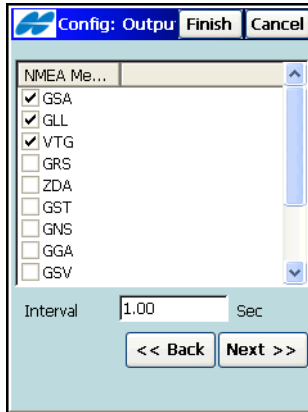 Config: Outpu Finish Cancel
NMEA Me...
GSA
GLL
VTG
GRS
ZDA
GST
GNS
GGA
GSV
Interval 1.00 Sec
<< Back Next >>